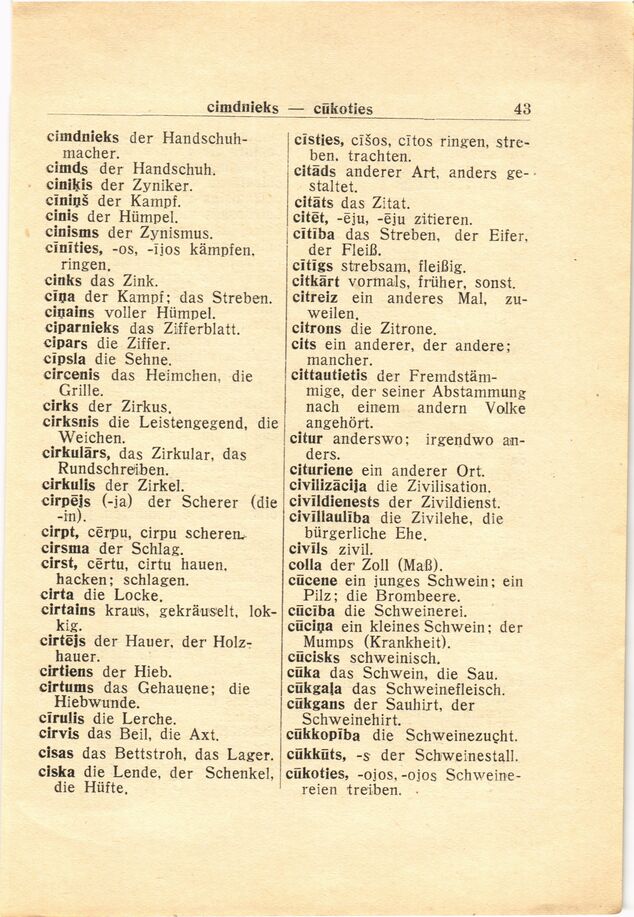 cimdnieks — cūkoties 43
cimdnieks der Handschuh-
macher.
cimds der Handschuh.
ciniķis der Zyniker.
cīniņš der Kampf.
cinis der Hümpel.
cinisms der Zynismus.
cīnīties, -os, -ījos kämpfen,
ringen.
cinks das Zink.
cīņa der Kampf; das Streben.
ciņains voller Hümpel.
ciparnieks das Zifferblatt.
cipars die Ziffer.
cīpsla die Sehne.
circenis das Heimchen, die
Grille.
cirks der Zirkus.
cirksnis die Leistengegend, die
Weichen.
cirkulārs, das Zirkular, das
Rundschreiben.
cirkulis der Zirkel.
cirpējs (-ja) der Scherer (die
-in).
cirpt, cērpu, cirpu scheren.
cirsma der Schlag.
cirst, cērtu, cirtu hauen,
hacken; schlagen.
cirta die Locke.
cirtains kraus, gekräuselt, lok-
kig.
cirtējs der Hauer, der Holz-
hauer.
cirtiens der Hieb.
cirtums das Gehauene; die
Hiebwunde.
cīrulis die Lerche.
cirvis das Beil, die Axt.
cisas das Bettstroh, das Lager.
ciska die Lende, der Schenkel,
die Hüfte.
cīsties, cīšos, cītos ringen, stre-
ben, trachten.
citāds anderer Art, anders ge-
staltet.
citāts das Zitat.
citēt, -ēju, -ēju zitieren.
cītība das Streben, der Eifer,
der Fleiß.
cītīgs strebsam, fleißig.
citkārt vormals, früher, sonst.
citreiz ein anderes Mal, zu-
weilen.
citrons die Zitrone.
cits ein anderer, der andere;
mancher.
cittautietis der Fremdstäm-
mige, der seiner Abstammung
nach einem andern Volke
angehört.
citur anderswo; irgendwo an-
ders.
cituriene ein anderer Ort.
civilizācija die Zivilisation.
civīldienests der Zivildienst.
civīllaulība die Zivilehe, die
bürgerliche Ehe.
civīls zivil.
colla der Zoll (Maß).
cūcene ein junges Schwein; ein
Pilz; die Brombeere.
cūcība die Schweinerei.
cūciņa ein kleines Schwein; der
Mumps (Krankheit).
cūcisks schweinisch.
cūka das Schwein, die Sau.
cūkgaļa das Schweinefleisch.
cūkgans der Sauhirt, der
Schweinehirt.
cūkkopība die Schweinezucht.
cūkkūts, -s der Schweinestall.
cūkoties, -ojos, -ojos Schweine-
reien treiben.